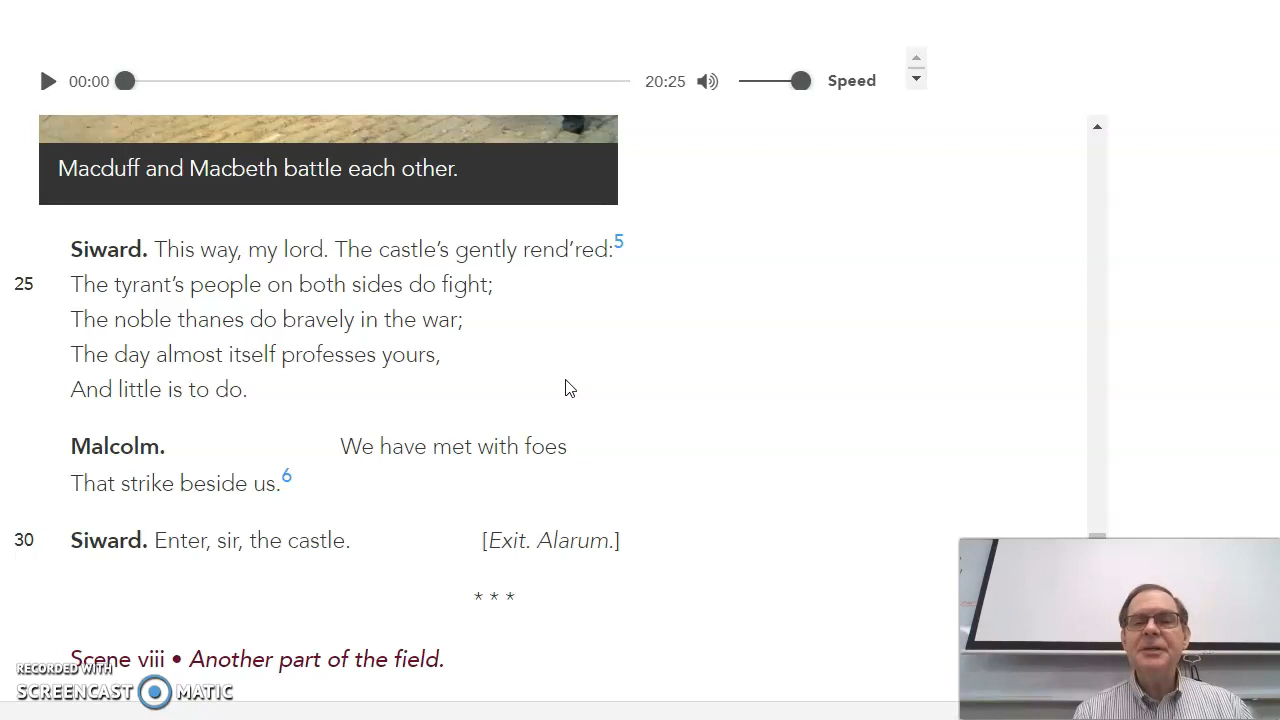 00:00 20:25 Speed
Macduff and Macbeth battle each other.
Siward. This way, my lord. The castle’s gently rend’red:5
25 The tyrant’s people on both sides do fight;
The noble thanes do bravely in the war;
The day almost itself professes yours,
And little is to do.
Malcolm. We have met with foes
That strike beside us.6
30 Siward. Enter, sir, the castle. [Exit. Alarum.]
* * *
Scene viii • Another part of the field.
RECORDED WITH
SCREENCAST MATIC